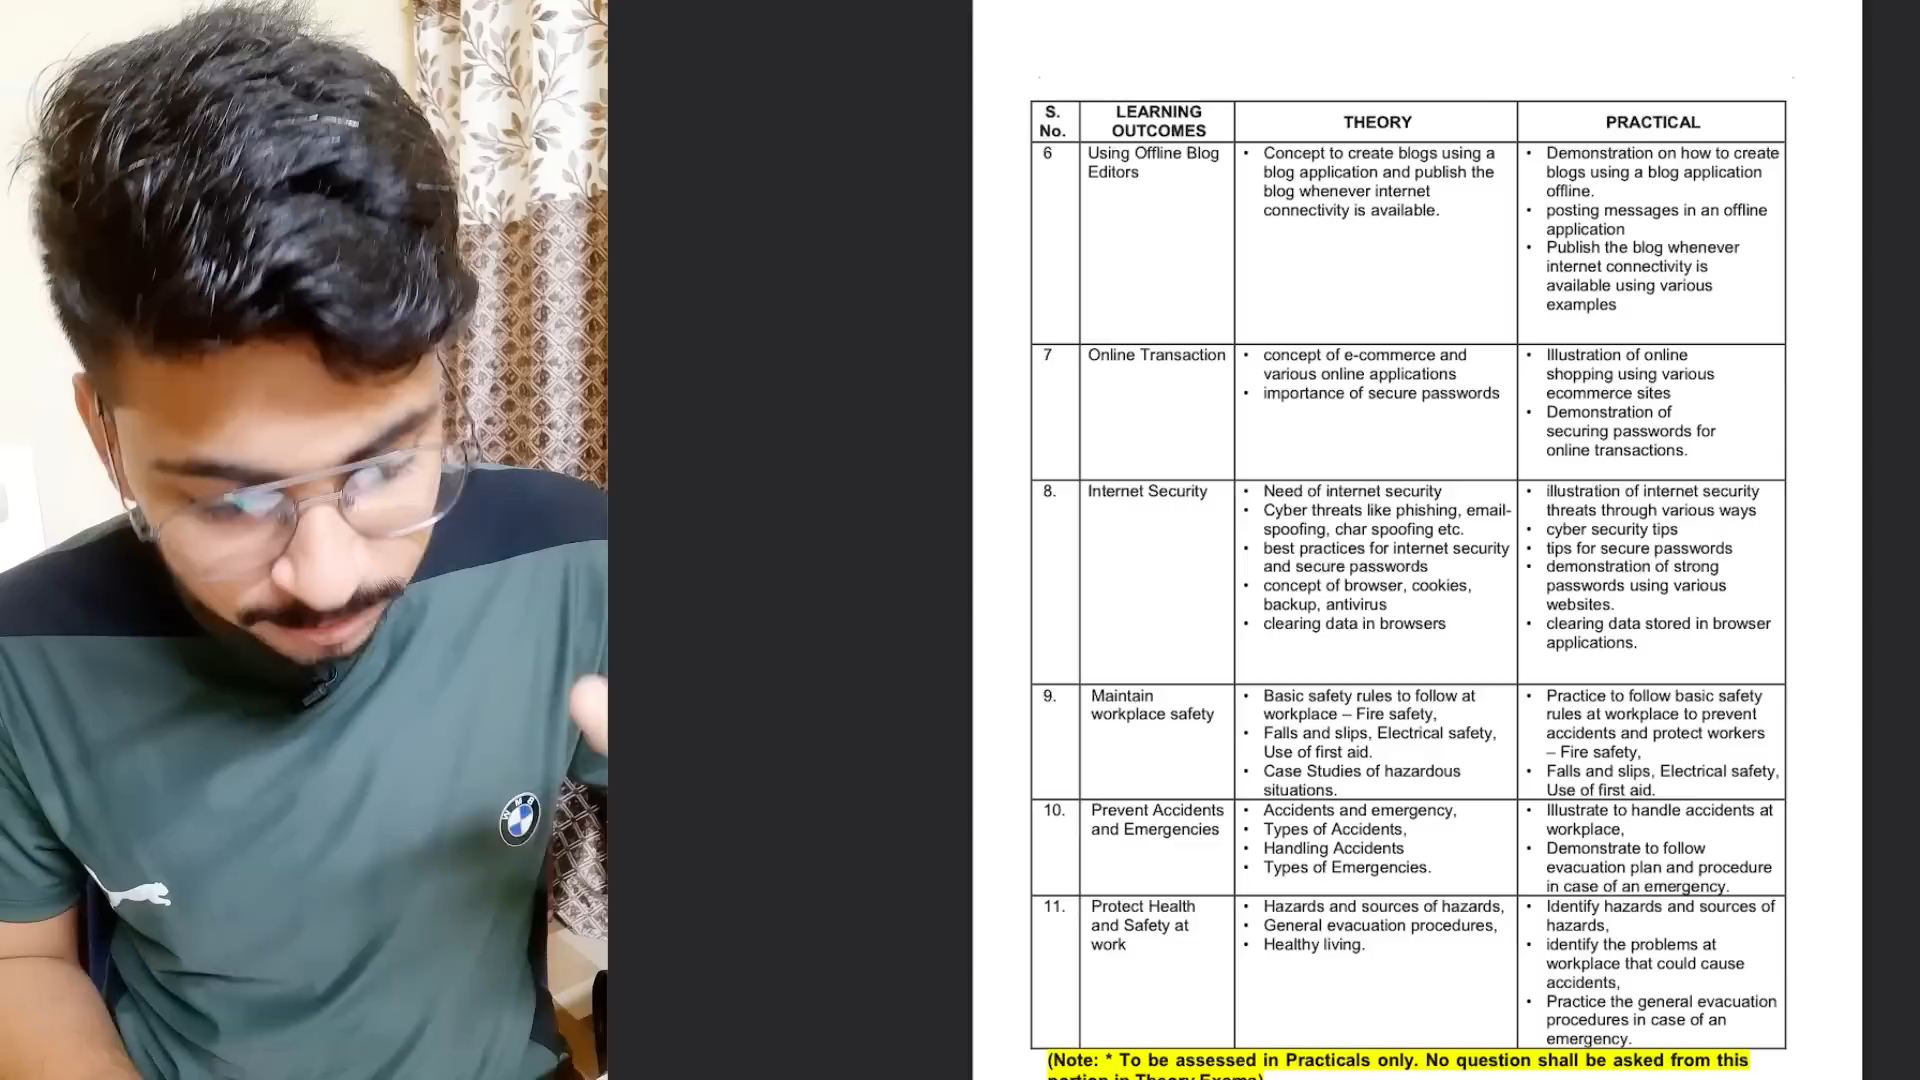 S. No.
LEARNING OUTCOMES
THEORY
PRACTICAL
6
Using Offline Blog
Editors
• Concept to create blogs using a
blog application and publish the
blog whenever internet
connectivity is available.
• Demonstration on how to create
blogs using a blog application
offline.
• posting messages in an offline
application
• Publish the blog whenever
internet connectivity is
available using various
examples
7
Online Transaction
• concept of e-commerce and
various online applications
• importance of secure passwords
• Illustration of online
shopping using various
ecommerce sites
• Demonstration of
securing passwords for
online transactions.
8.
Internet Security
• Need of internet security
• Cyber threats like phishing, email-
spoofing, char spoofing etc.
• best practices for internet security
and secure passwords
• concept of browser, cookies,
backup, antivirus
• clearing data in browsers
• illustration of internet security
threats through various ways
• cyber security tips
• tips for secure passwords
• demonstration of strong
passwords using various
websites.
• clearing data stored in browser
applications.
9.
Maintain
workplace safety
• Basic safety rules to follow at
workplace – Fire safety,
• Falls and slips, Electrical safety,
Use of first aid.
• Case Studies of hazardous
situations.
• Practice to follow basic safety
rules at workplace to prevent
accidents and protect workers
– Fire safety,
• Falls and slips, Electrical safety,
Use of first aid.
10.
Prevent Accidents
and Emergencies
• Accidents and emergency,
• Types of Accidents,
• Handling Accidents
• Types of Emergencies.
• Illustrate to handle accidents at
workplace,
• Demonstrate to follow
evacuation plan and procedure
in case of an emergency.
11.
Protect Health
and Safety at
work
• Hazards and sources of hazards,
• General evacuation procedures,
• Healthy living.
• Identify hazards and sources of
hazards,
• identify the problems at
workplace that could cause
accidents,
• Practice the general evacuation
procedures in case of an
emergency.
(Note: * To be assessed in Practicals only. No question shall be asked from this
portion in Theory Exams)
BMW